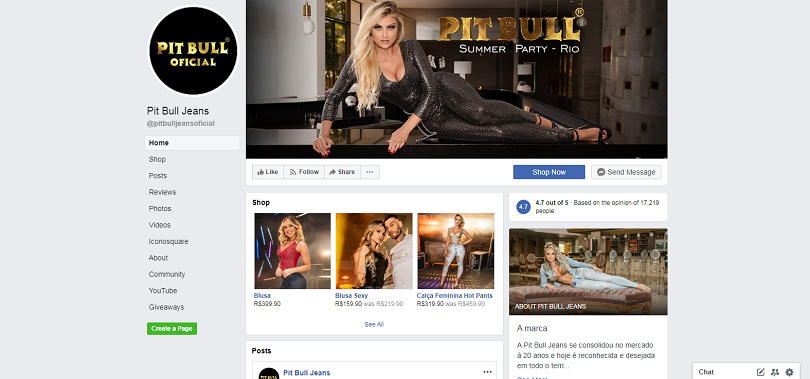 PIT BULL®
OFICIAL
Pit Bull Jeans
@pitbulljeansoficial
Home
Shop
Posts
Reviews
Photos
Videos
Iconosquare
About
Community
YouTube
Giveaways
Create a Page
PIT BULL®
SUMMER PARTY - RIO
Like
Follow
Share
...
Shop Now
Send Message
Shop
Blusa
R$399.90
Blusa Sexy
R$159.90 was R$219.90
Calça Feminina Hot Pants
R$319.90 was R$459.90
See All
Posts
PIT BULL
Pit Bull Jeans
...
4.7
4.7 out of 5 · Based on the opinion of 17,219
people
ABOUT PIT BULL JEANS
A marca
A Pit Bull Jeans se consolidou no mercado
à 20 anos e hoje é reconhecida e desejada
em todo o terri...
See More
Chat